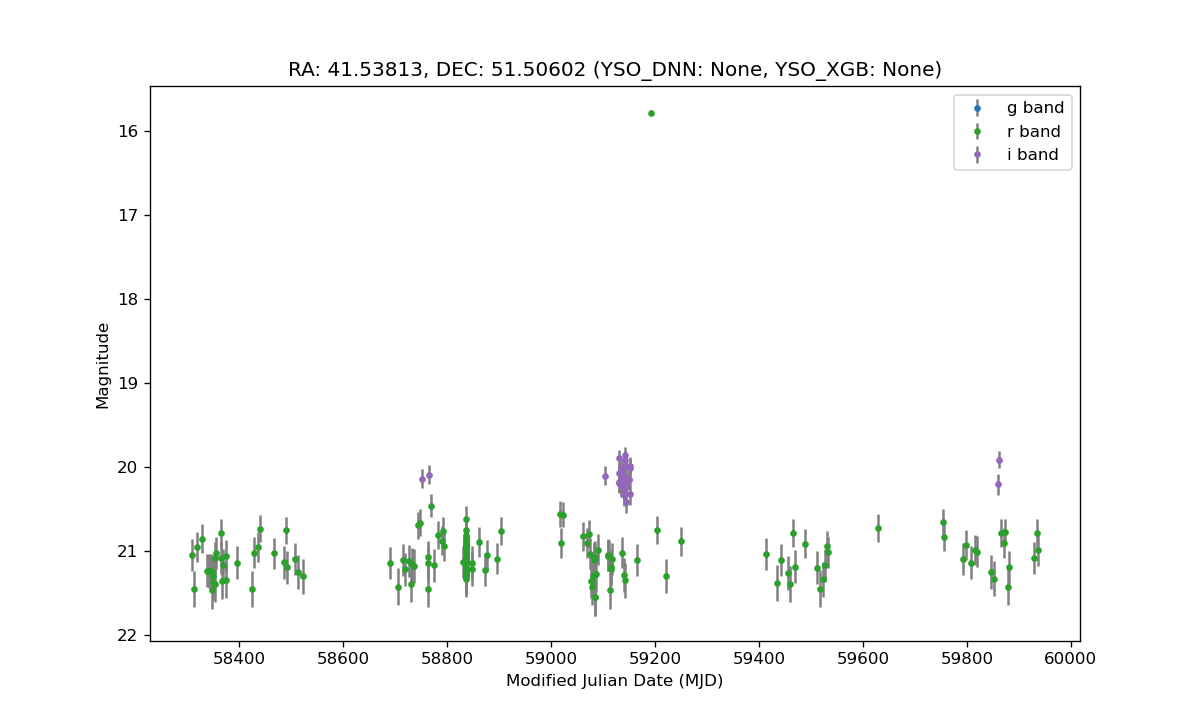 RA: 41.53813, DEC: 51.50602 (YSO_DNN: None, YSO_XGB: None)
g band
r band
i band
16
17
18
19
20
21
22
Magnitude
58400 58600 58800 59000 59200 59400 59600 59800 60000
Modified Julian Date (MJD)